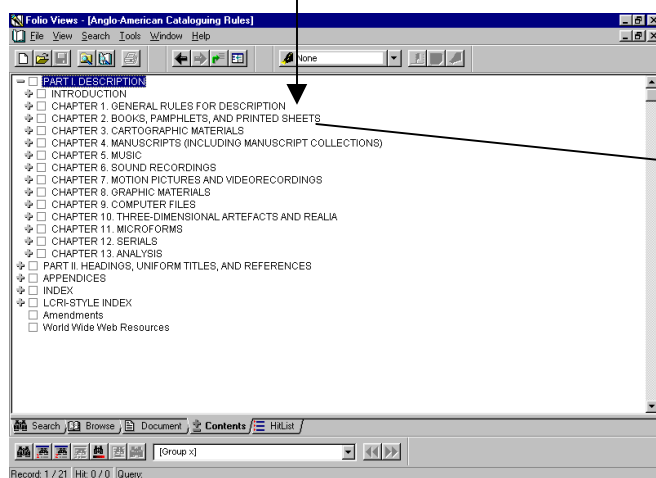 Folio Views - [Anglo-American Cataloguing Rules]
File View Search Tools Window Help
None
PART I. DESCRIPTION
INTRODUCTION
CHAPTER 1. GENERAL RULES FOR DESCRIPTION
CHAPTER 2. BOOKS, PAMPHLETS, AND PRINTED SHEETS
CHAPTER 3. CARTOGRAPHIC MATERIALS
CHAPTER 4. MANUSCRIPTS (INCLUDING MANUSCRIPT COLLECTIONS)
CHAPTER 5. MUSIC
CHAPTER 6. SOUND RECORDINGS
CHAPTER 7. MOTION PICTURES AND VIDEORECORDINGS
CHAPTER 8. GRAPHIC MATERIALS
CHAPTER 9. COMPUTER FILES
CHAPTER 10. THREE-DIMENSIONAL ARTEFACTS AND REALIA
CHAPTER 11. MICROFORMS
CHAPTER 12. SERIALS
CHAPTER 13. ANALYSIS
PART II. HEADINGS, UNIFORM TITLES, AND REFERENCES
APPENDICES
INDEX
LCRI-STYLE INDEX
Amendments
World Wide Web Resources
Search Browse Document Contents HitList
[Group x]
Record: 1 / 21 Hit: 0 / 0 Query: